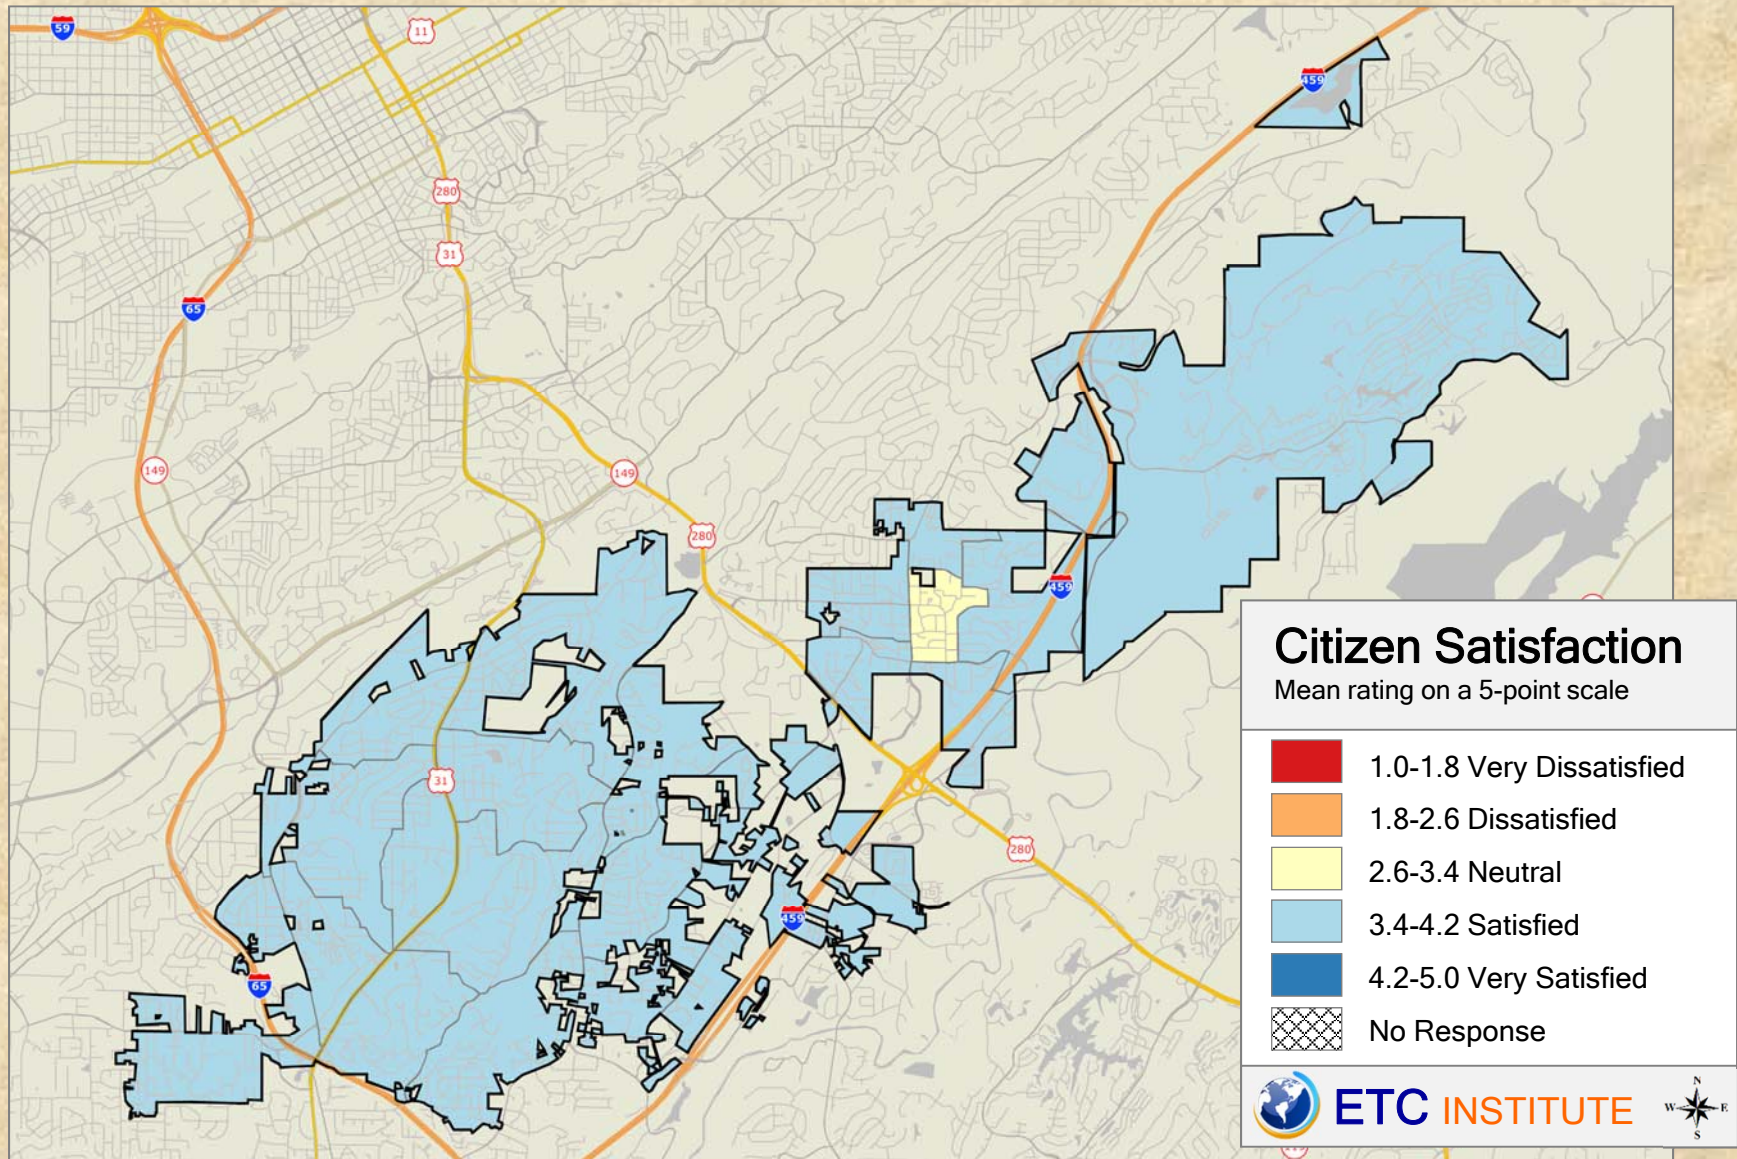 59
11
459
280
31
65
149
149
280
459
31
280
459
65
Citizen Satisfaction
Mean rating on a 5-point scale
1.0-1.8 Very Dissatisfied
1.8-2.6 Dissatisfied
2.6-3.4 Neutral
3.4-4.2 Satisfied
4.2-5.0 Very Satisfied
No Response
ETC INSTITUTE
N
W E
S